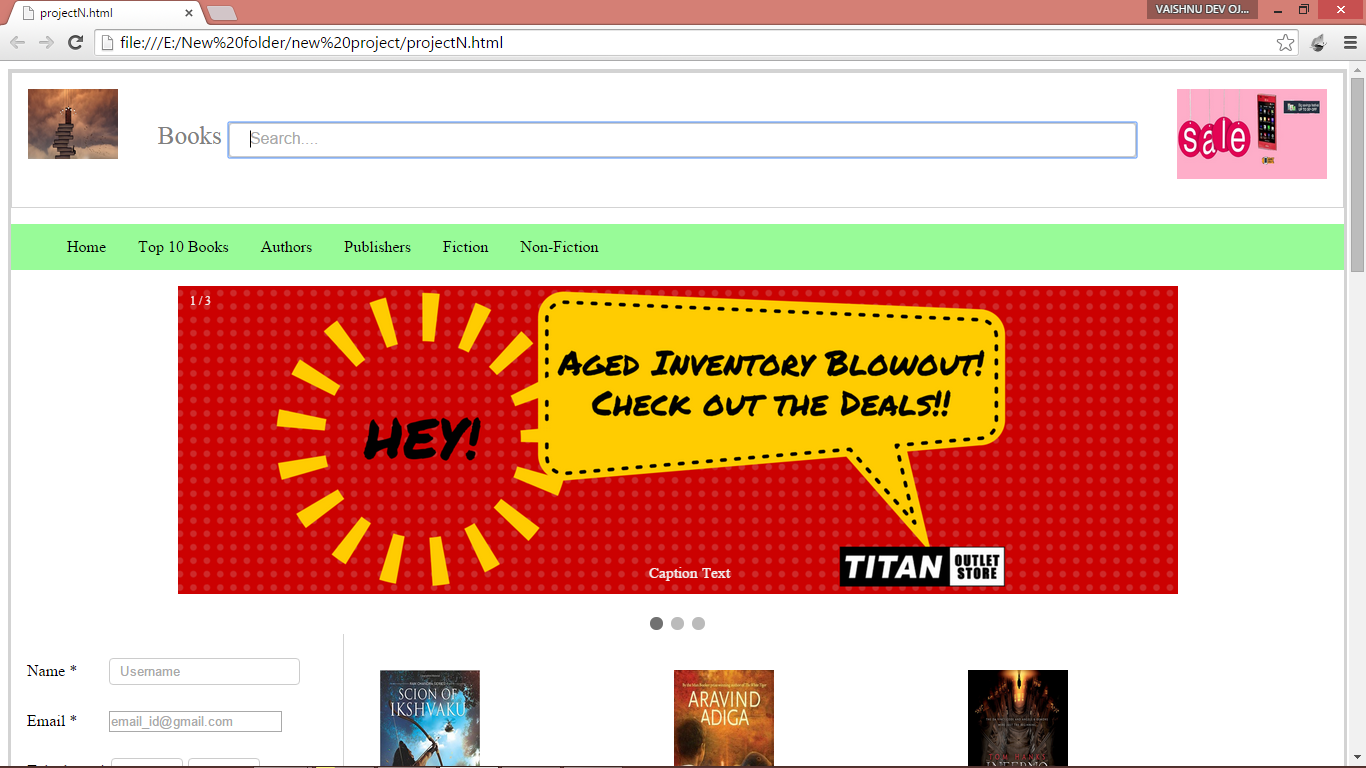 projectN.html
VAISHNU DEV OJ...
file:///E:/New%20folder/new%20project/projectN.html
Books
Search....
sale
Home
Top 10 Books
Authors
Publishers
Fiction
Non-Fiction
1 / 3
HEY!
Aged Inventory Blowout!
Check out the Deals!!
TITAN
OUTLET
STORE
Caption Text
Name *
Username
Email *
email_id@gmail.com
SCION OF
IKSHVAKU
ARAVIND
ADIGA
INFERNO